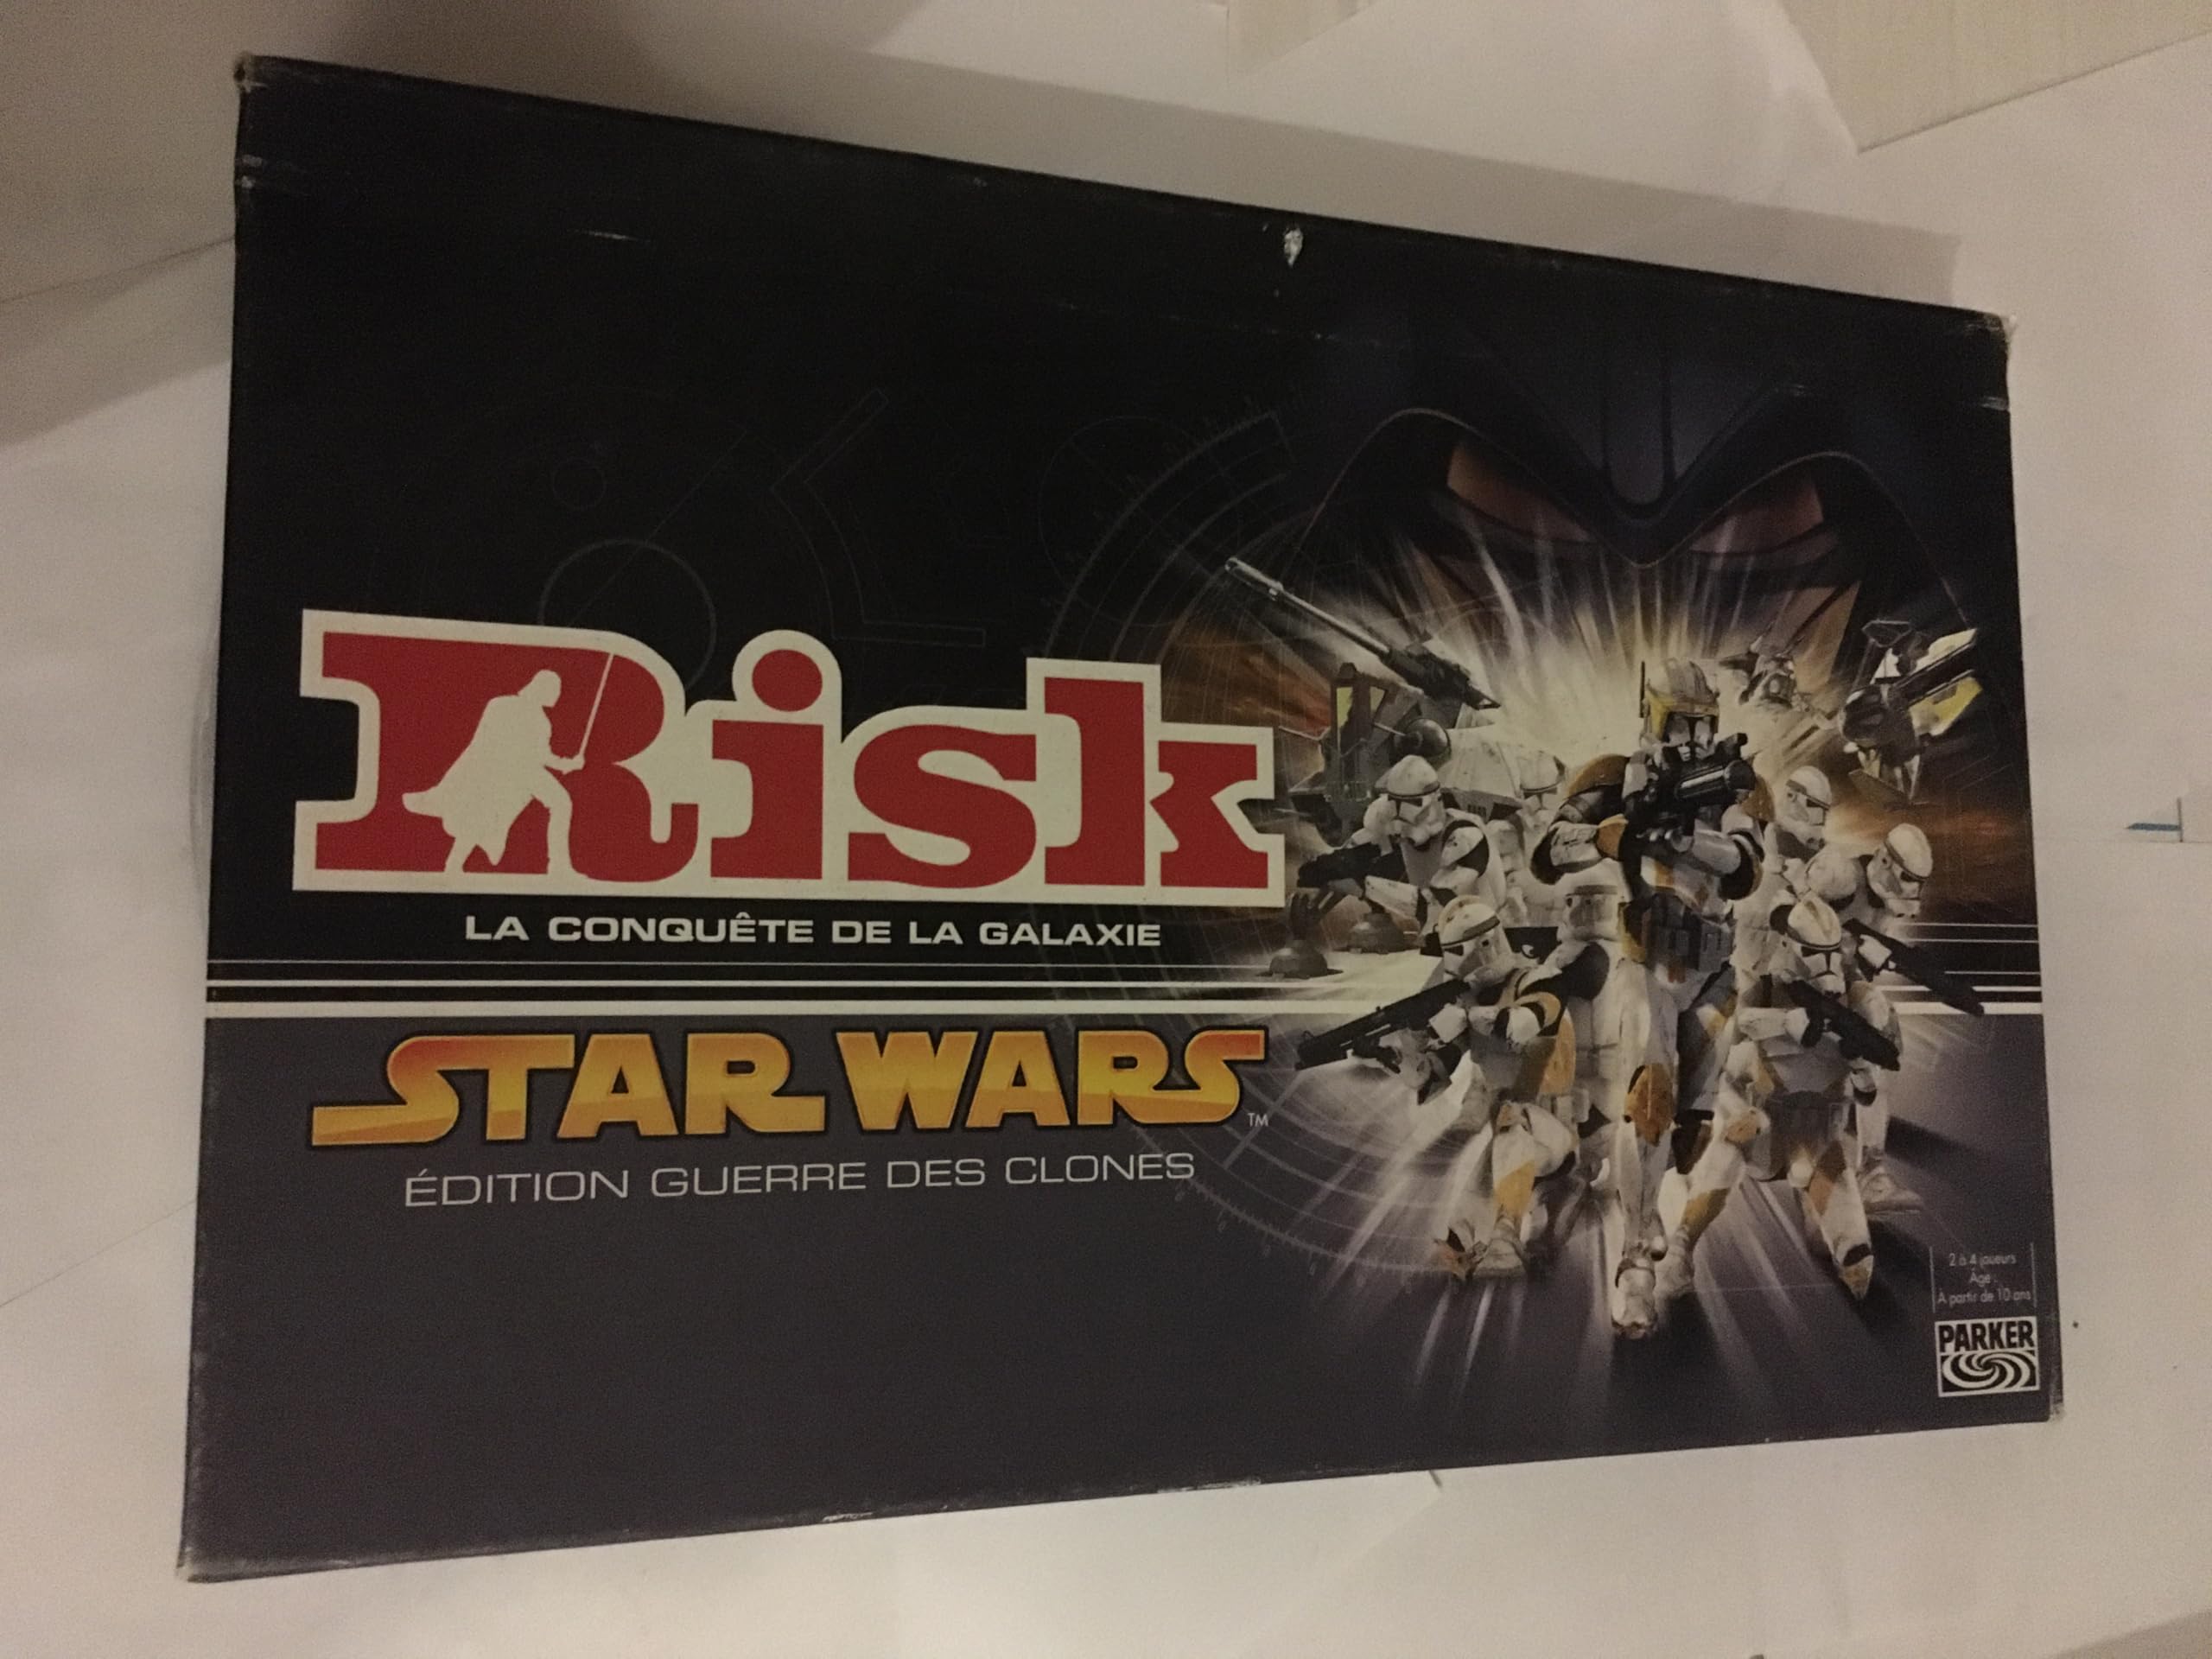 Risk
LA CONQUÊTE DE LA GALAXIE
STAR WARS
TM
ÉDITION GUERRE DES CLONES
2 à 4 joueurs
Âge :
A partir de 10 ans
PARKER